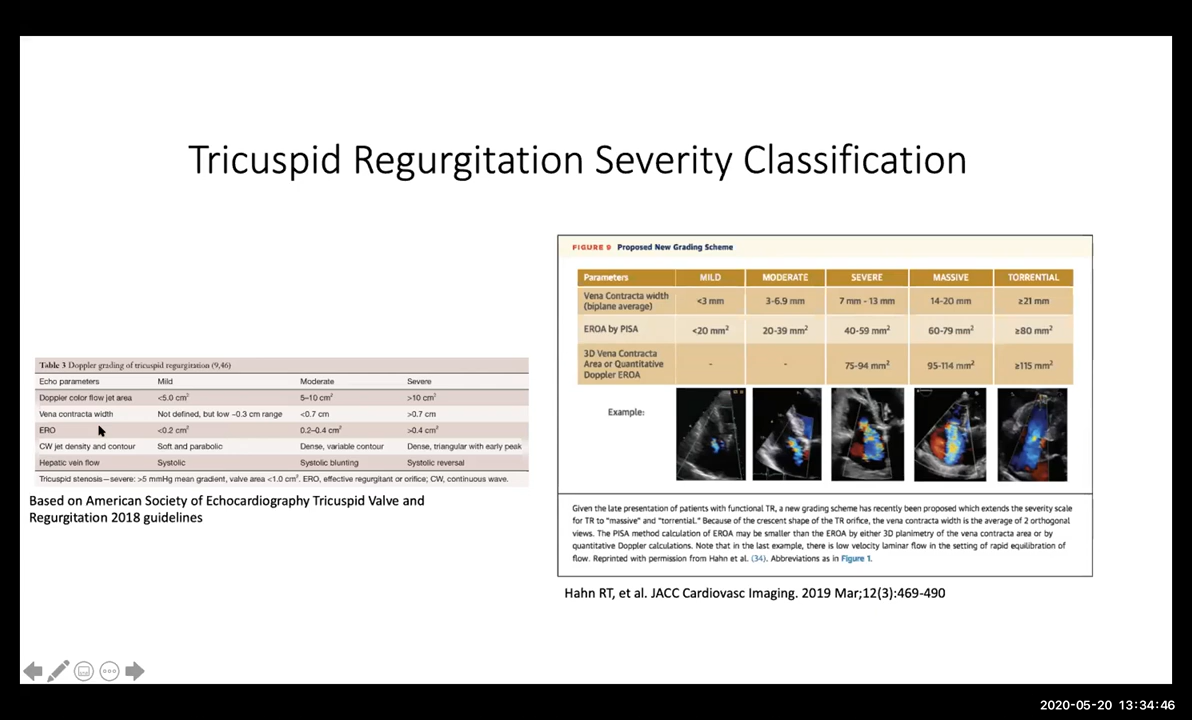 Tricuspid Regurgitation Severity Classification
Table 3 Doppler grading of tricuspid regurgitation (9,46)
Echo parameters Mild Moderate Severe
Doppler color flow jet area <5.0 cm² 5–10 cm² >10 cm²
Vena contracta width Not defined, but low ~0.3 cm range <0.7 cm >0.7 cm
ERO <0.2 cm² 0.2–0.4 cm² >0.4 cm²
CW jet density and contour Soft and parabolic Dense, variable contour Dense, triangular with early peak
Hepatic vein flow Systolic Systolic blunting Systolic reversal
Tricuspid stenosis—severe: >5 mmHg mean gradient, valve area <1.0 cm². ERO, effective regurgitant or orifice; CW, continuous wave.
Based on American Society of Echocardiography Tricuspid Valve and
Regurgitation 2018 guidelines
FIGURE 9 Proposed New Grading Scheme
Parameters MILD MODERATE SEVERE MASSIVE TORRENTIAL
Vena Contracta width
(biplane average) <3 mm 3-6.9 mm 7 mm - 13 mm 14-20 mm ≥21 mm
EROA by PISA <20 mm² 20-39 mm² 40-59 mm² 60-79 mm² ≥80 mm²
3D Vena Contracta
Area or Quantitative
Doppler EROA - - 75-94 mm² 95-114 mm² ≥115 mm²
Example:
Given the late presentation of patients with functional TR, a new grading scheme has recently been proposed which extends the severity scale
for TR to "massive" and "torrential." Because of the crescent shape of the TR orifice, the vena contracta width is the average of 2 orthogonal
views. The PISA method calculation of EROA may be smaller than the EROA by either 3D planimetry of the vena contracta area or by
quantitative Doppler calculations. Note that in the last example, there is low velocity laminar flow in the setting of rapid equilibration of
flow. Reprinted with permission from Hahn et al. (34). Abbreviations as in Figure 1.
Hahn RT, et al. JACC Cardiovasc Imaging. 2019 Mar;12(3):469-490
2020-05-20 13:34:46